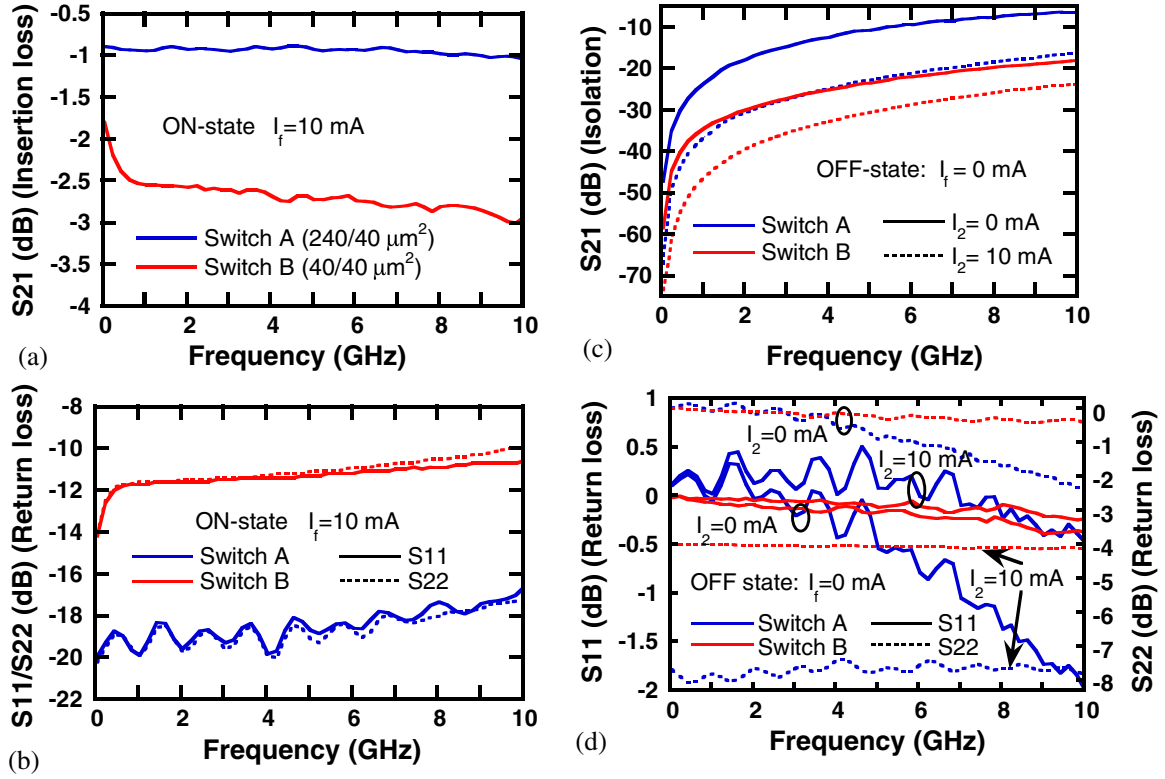 S21 (dB) (Insertion loss)
-0.5
-1
-1.5
-2
-2.5
-3
-3.5
-4
ON-state I_f=10 mA
Switch A (240/40 μm²)
Switch B (40/40 μm²)
0 2 4 6 8 10
Frequency (GHz)
(a)
S21 (dB) (Isolation)
-10
-20
-30
-40
-50
-60
-70
OFF-state: I_f = 0 mA
Switch A
Switch B
I_2= 0 mA
I_2= 10 mA
0 2 4 6 8 10
Frequency (GHz)
(c)
S11/S22 (dB) (Return loss)
-8
-10
-12
-14
-16
-18
-20
-22
ON-state I_f=10 mA
Switch A
Switch B
S11
S22
0 2 4 6 8 10
Frequency (GHz)
(b)
S11 (dB) (Return loss)
1
0.5
0
-0.5
-1
-1.5
-2
I_2=0 mA
I_2=10 mA
I_2=0 mA
I_2=10 mA
OFF state: I_f=0 mA
Switch A
Switch B
S11
S22
0
-1
-2
-3
-4
-5
-6
-7
-8
S22 (dB) (Return loss)
0 2 4 6 8 10
Frequency (GHz)
(d)